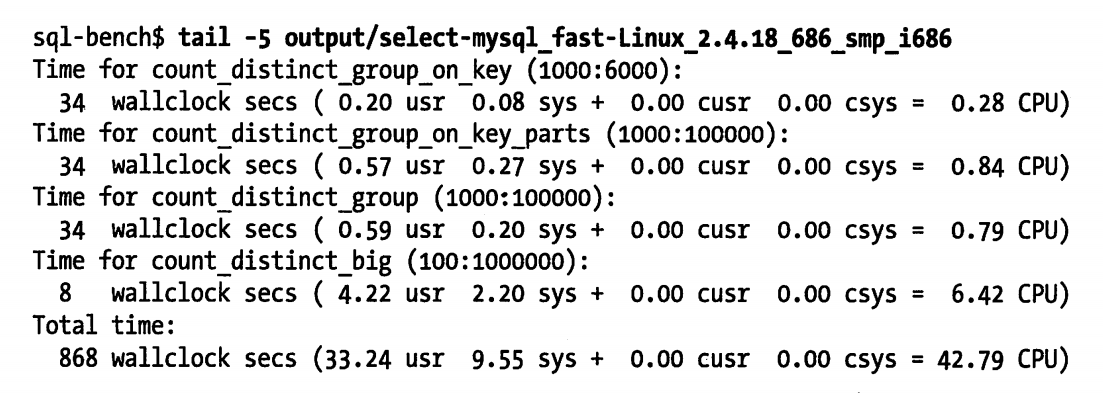 sql-bench$ tail -5 output/select-mysql_fast-Linux_2.4.18_686_smp_i686
Time for count_distinct_group_on_key (1000:6000):
  34  wallclock secs ( 0.20 usr  0.08 sys +  0.00 cusr  0.00 csys =  0.28 CPU)
Time for count_distinct_group_on_key_parts (1000:100000):
  34  wallclock secs ( 0.57 usr  0.27 sys +  0.00 cusr  0.00 csys =  0.84 CPU)
Time for count_distinct_group (1000:100000):
  34  wallclock secs ( 0.59 usr  0.20 sys +  0.00 cusr  0.00 csys =  0.79 CPU)
Time for count_distinct_big (100:1000000):
  8   wallclock secs ( 4.22 usr  2.20 sys +  0.00 cusr  0.00 csys =  6.42 CPU)
Total time:
  868 wallclock secs (33.24 usr  9.55 sys +  0.00 cusr  0.00 csys = 42.79 CPU)